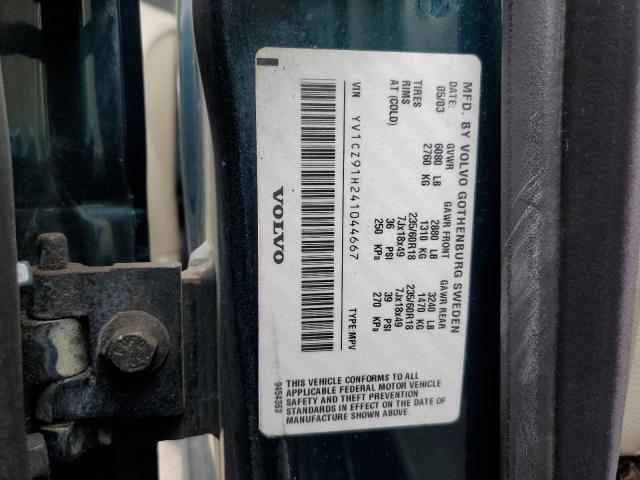 MFD. BY VOLVO GOTHENBURG SWEDEN
05/03 GVWR GAWR FRONT GAWR REAR
6080 LB 2880 LB 3240 LB
2760 KG 1310 KG 1470 KG
TIRES 235/60R18 235/60R18
RIMS 7Jx18x49 7Jx18x49
AT (COLD) 36 PSI 39 PSI
250 KPa 270 KPa
VIN YV1CZ91H241044667 TYPE:MPV
VOLVO
THIS VEHICLE CONFORMS TO ALL
APPLICABLE FEDERAL MOTOR VEHICLE
SAFETY AND THEFT PREVENTION
STANDARDS IN EFFECT ON THE DATE OF
MANUFACTURE SHOWN ABOVE.
9454383